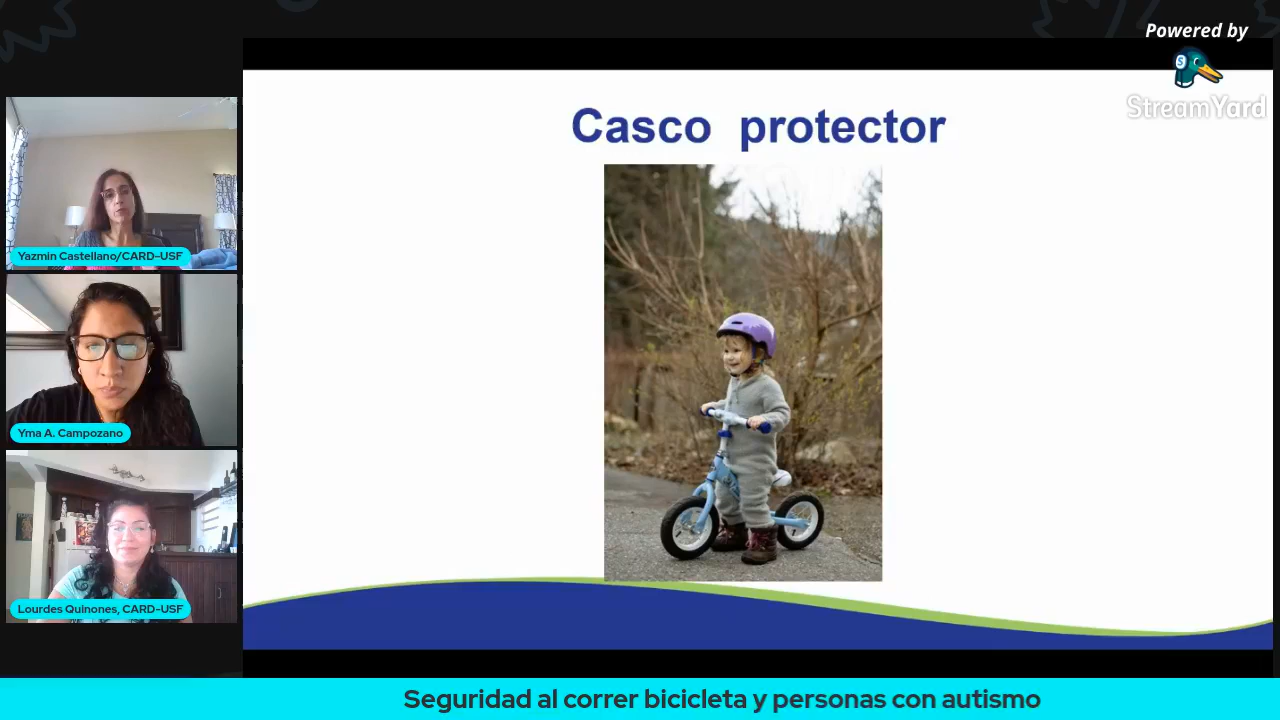 Powered by
StreamYard
Casco protector
Yazmin Castellano/CARD-USF
Yma A. Campozano
Lourdes Quinones, CARD-USF
Seguridad al correr bicicleta y personas con autismo